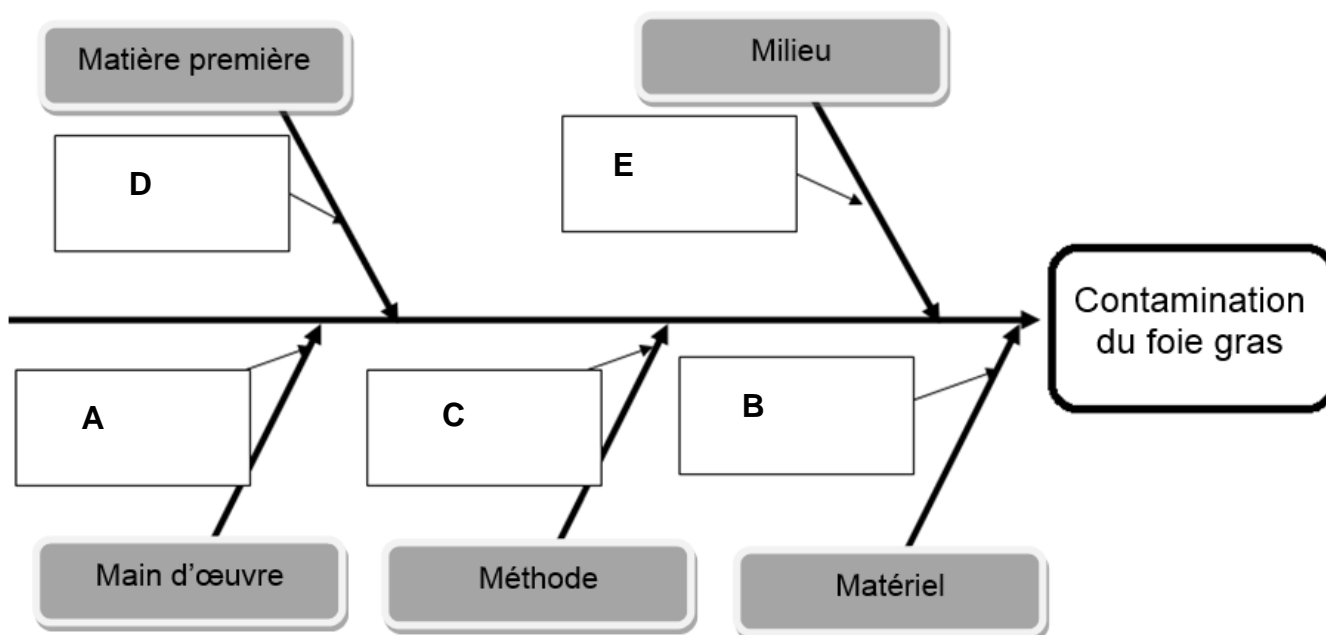 Matière première
Milieu
D
E
Contamination
du foie gras
A
C
B
Main d'œuvre
Méthode
Matériel